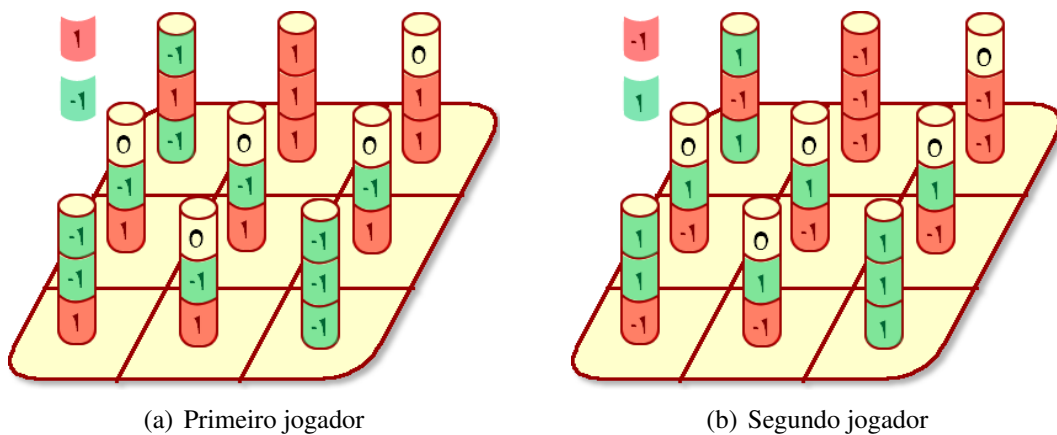 1 -1 1 0
-1 1 1 1
0 -1 0 1 0 1
-1 -1 -1
-1 1 0 1 -1 1
-1 -1 -1
1 1 -1
(a) Primeiro jogador
-1 1 -1 0
1 -1 -1 -1
0 1 0 -1 0 -1
1 1 1
1 -1 0 -1 1 -1
1 1 1
-1 -1 1
(b) Segundo jogador